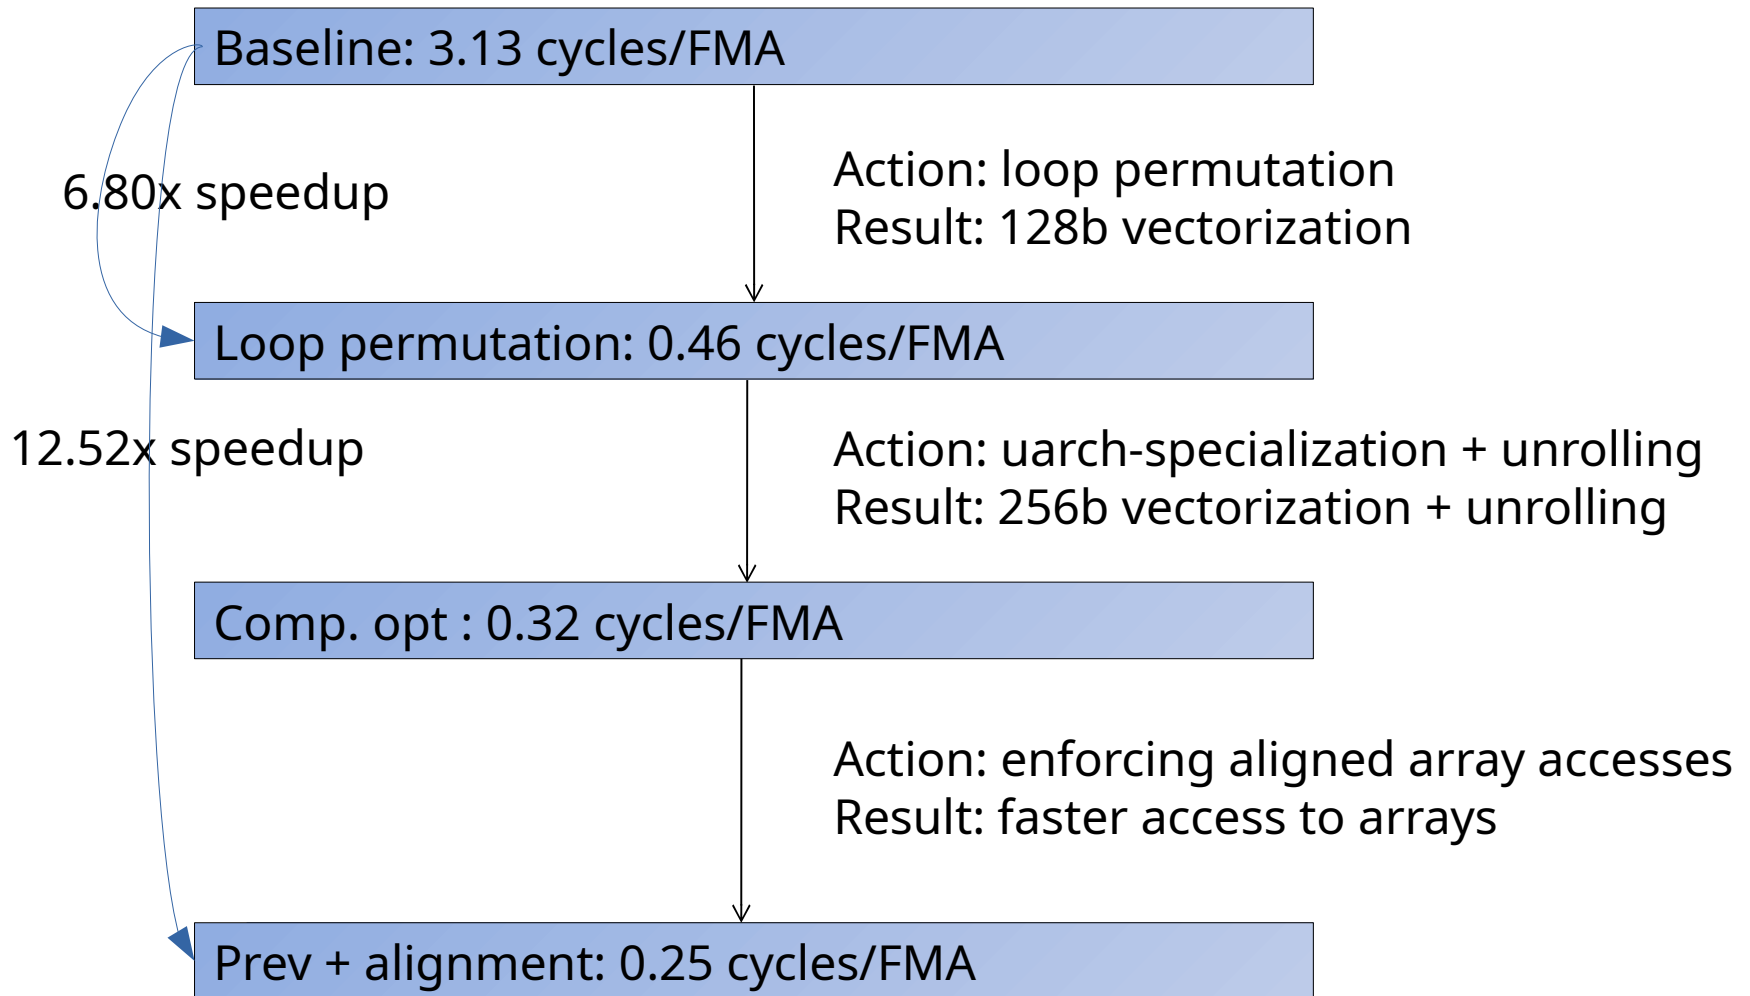 Baseline: 3.13 cycles/FMA
6.80x speedup
Action: loop permutation
Result: 128b vectorization
Loop permutation: 0.46 cycles/FMA
12.52x speedup
Action: uarch-specialization + unrolling
Result: 256b vectorization + unrolling
Comp. opt : 0.32 cycles/FMA
Action: enforcing aligned array accesses
Result: faster access to arrays
Prev + alignment: 0.25 cycles/FMA